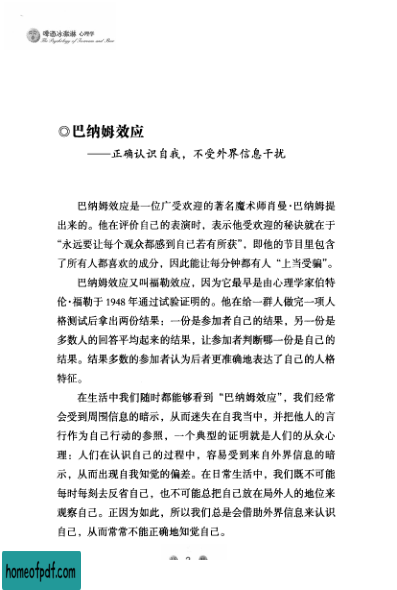 啤酒冰淇淋 心理学
The Psychology of Icecream and Beer
◎巴纳姆效应
——正确认识自我，不受外界信息干扰
巴纳姆效应是一位广受欢迎的著名魔术师肖曼·巴纳姆提
出来的。他在评价自己的表演时，表示他受欢迎的秘诀就在于
“永远要让每个观众都感到自己若有所获”，即他的节目里包含
了所有人都喜欢的成分，因此能让每分钟都有人“上当受骗”。
巴纳姆效应又叫福勒效应，因为它最早是由心理学家伯特
伦·福勒于 1948 年通过试验证明的。他在给一群人做完一项人
格测试后拿出两份结果：一份是参加者自己的结果，另一份是
多数人的回答平均起来的结果，让参加者判断哪一份是自己的
结果。结果多数的参加者认为后者更准确地表达了自己的人格
特征。
在生活中我们随时都能够看到“巴纳姆效应”，我们经常
会受到周围信息的暗示，从而迷失在自我当中，并把他人的言
行作为自己行动的参照，一个典型的证明就是人们的从众心
理：人们在认识自己的过程中，容易受到来自外界信息的暗
示，从而出现自我知觉的偏差。在日常生活中，我们既不可能
每时每刻去反省自己，也不可能总把自己放在局外人的地位来
观察自己。正因为如此，所以我们总是会借助外界信息来认识
自己，从而常常不能正确地知觉自己。
2
homeofpdf.com